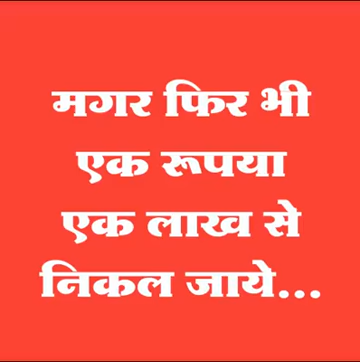 मगर फिर भी
एक रूपया
एक लाख से
निकल जाये...